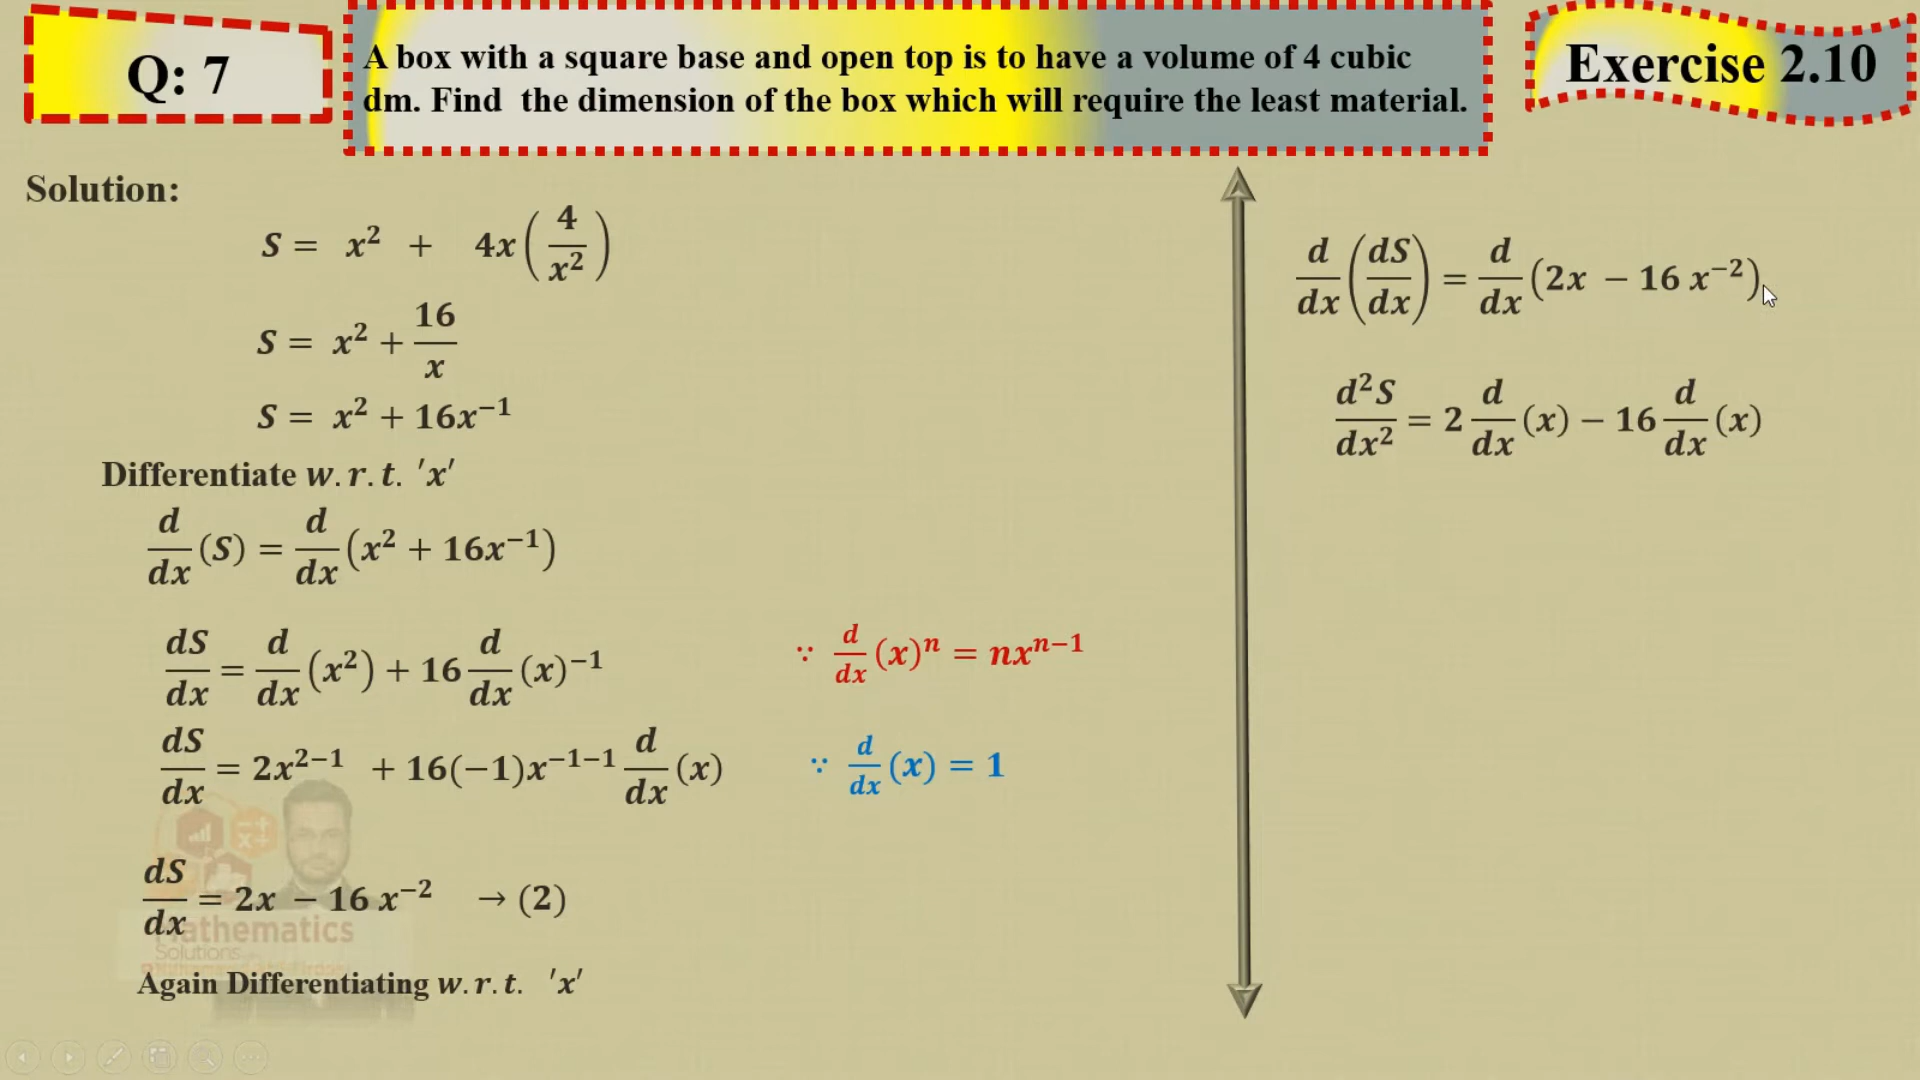 Q: 7
A box with a square base and open top is to have a volume of 4 cubic
dm. Find the dimension of the box which will require the least material.
Exercise 2.10
Solution:
S = x² + 4x(4/x²)
S = x² + 16/x
S = x² + 16x⁻¹
Differentiate w.r.t. 'x'
d/dx (S) = d/dx (x² + 16x⁻¹)
dS/dx = d/dx (x²) + 16 d/dx (x)⁻¹
∵ d/dx (x)ⁿ = nxⁿ⁻¹
dS/dx = 2x²⁻¹ + 16(−1)x⁻¹⁻¹ d/dx (x)
∵ d/dx (x) = 1
dS/dx = 2x − 16 x⁻² → (2)
Mathematics
Solutions
Again Differentiating w.r.t. 'x'
d/dx (dS/dx) = d/dx (2x − 16 x⁻²)
d²S/dx² = 2 d/dx (x) − 16 d/dx (x)